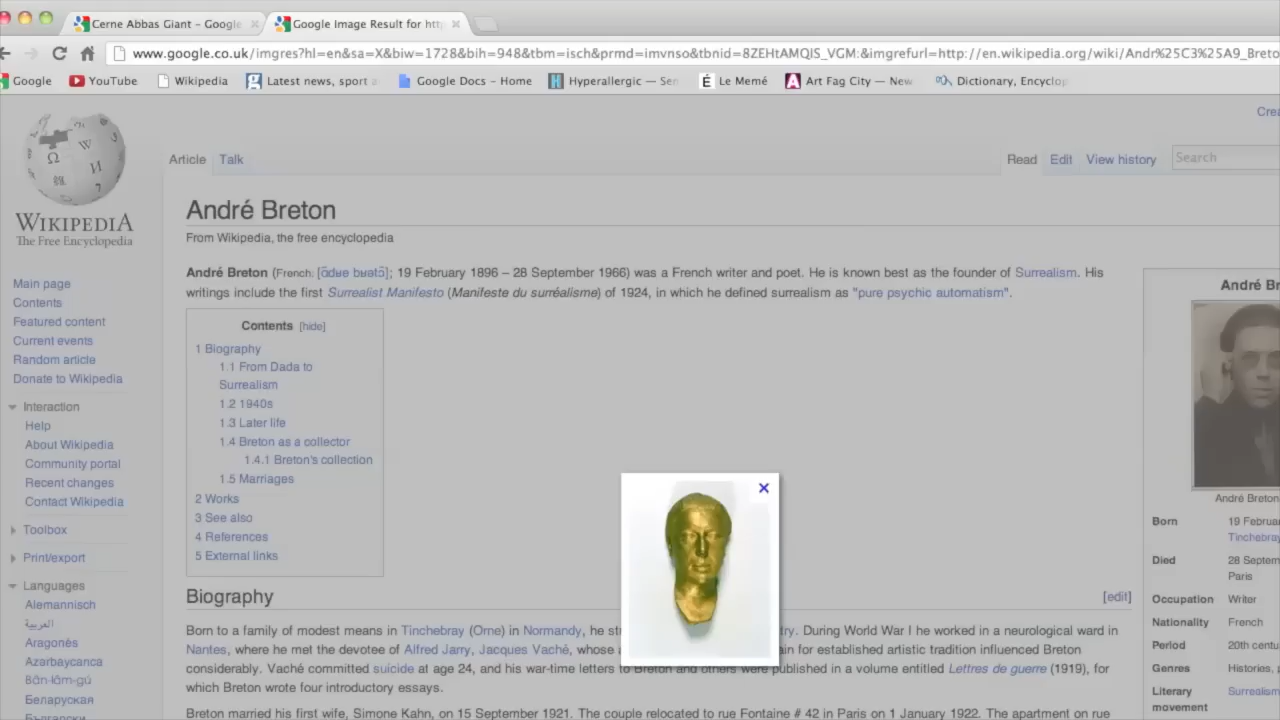 Cerne Abbas Giant – Google
Google Image Result for htt
www.google.co.uk/imgres?hl=en&sa=X&biw=1728&bih=948&tbm=isch&prmd=imvnso&tbnid=8ZEHtAMQlS_VGM:&imgrefurl=http://en.wikipedia.org/wiki/Andr%25C3%25A9_Breto
Google
YouTube
Wikipedia
Latest news, sport a
Google Docs – Home
Hyperallergic — Sen
Le Memé
Art Fag City — New
Dictionary, Encyclop
Crea
WIKIPEDIA
The Free Encyclopedia
Article
Talk
Read
Edit
View history
Search
André Breton
From Wikipedia, the free encyclopedia
André Breton (French: 19 February 1896 – 28 September 1966) was a French writer and poet. He is known best as the founder of Surrealism. His
writings include the first Surrealist Manifesto (Manifeste du surréalisme) of 1924, in which he defined surrealism as "pure psychic automatism".
Main page
Contents
Featured content
Current events
Random article
Donate to Wikipedia
Interaction
Help
About Wikipedia
Community portal
Recent changes
Contact Wikipedia
Toolbox
Print/export
Languages
Alemannisch
العربية
Aragonés
Azərbaycanca
Bân-lâm-gú
Беларуская
Български
Contents [hide]
1 Biography
1.1 From Dada to
Surrealism
1.2 1940s
1.3 Later life
1.4 Breton as a collector
1.4.1 Breton's collection
1.5 Marriages
2 Works
3 See also
4 References
5 External links
Biography
[edit]
Born to a family of modest means in Tinchebray (Orne) in Normandy, he st try. During World War I he worked in a neurological ward in
Nantes, where he met the devotee of Alfred Jarry, Jacques Vaché, whose a ain for established artistic tradition influenced Breton
considerably. Vaché committed suicide at age 24, and his war-time letters to Breton and others were published in a volume entitled Lettres de guerre (1919), for
which Breton wrote four introductory essays.
Breton married his first wife, Simone Kahn, on 15 September 1921. The couple relocated to rue Fontaine # 42 in Paris on 1 January 1922. The apartment on rue
André Br
André Breton
Born 19 Februa
Tinchebray
Died 28 Septem
Paris
Occupation Writer
Nationality French
Period 20th centu
Genres Histories,
Literary Surrealism
movement